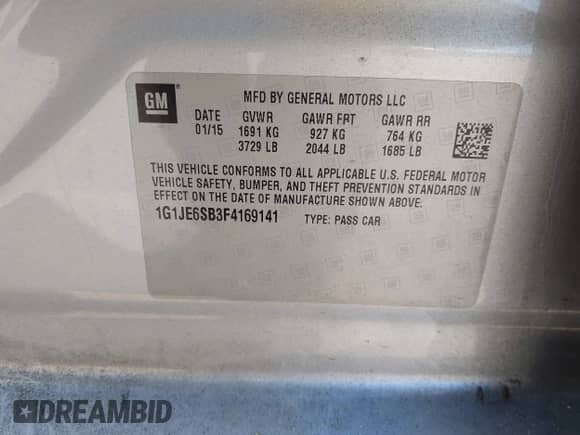 GM
MFD BY GENERAL MOTORS LLC
DATE GVWR GAWR FRT GAWR RR
01/15 1691 KG 927 KG 764 KG
3729 LB 2044 LB 1685 LB
THIS VEHICLE CONFORMS TO ALL APPLICABLE U.S. FEDERAL MOTOR
VEHICLE SAFETY, BUMPER, AND THEFT PREVENTION STANDARDS IN
EFFECT ON THE DATE OF MANUFACTURE SHOWN ABOVE.
1G1JE6SB3F4169141 TYPE: PASS CAR
DREAMBID